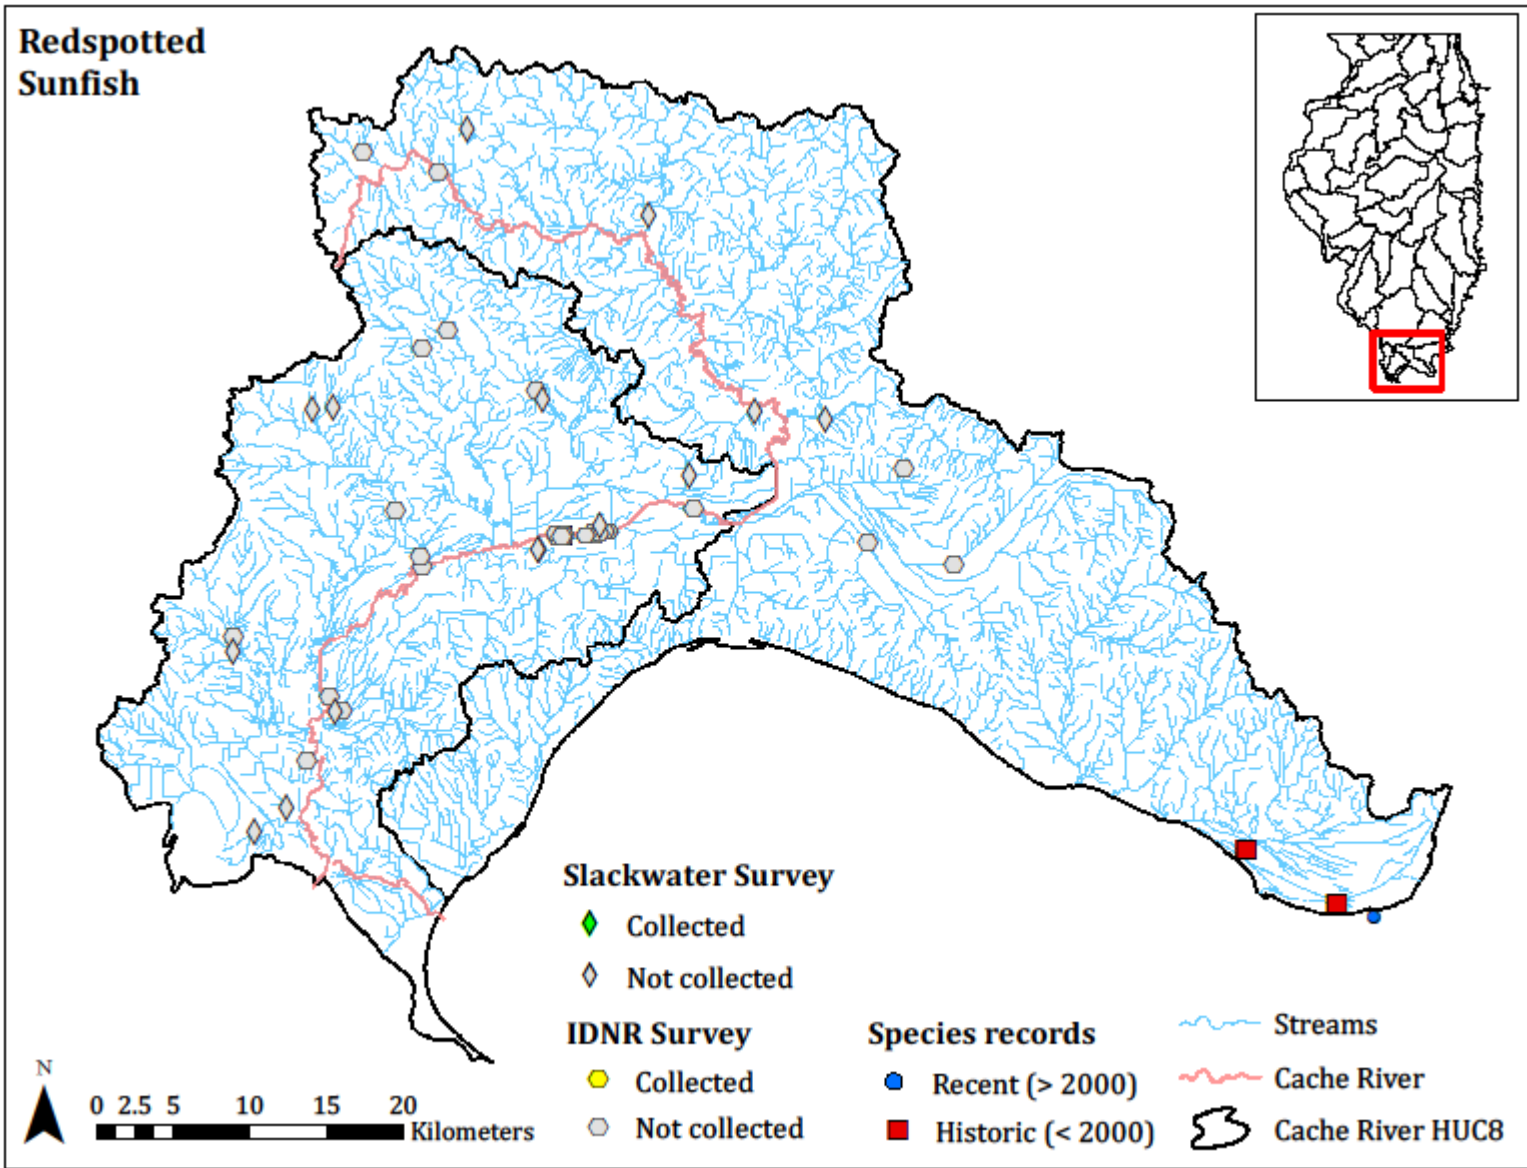 Redspotted
Sunfish
Slackwater Survey
Collected
Not collected
IDNR Survey
Collected
Not collected
Species records
Recent (> 2000)
Historic (< 2000)
Streams
Cache River
Cache River HUC8
N
0 2.5 5 10 15 20
Kilometers